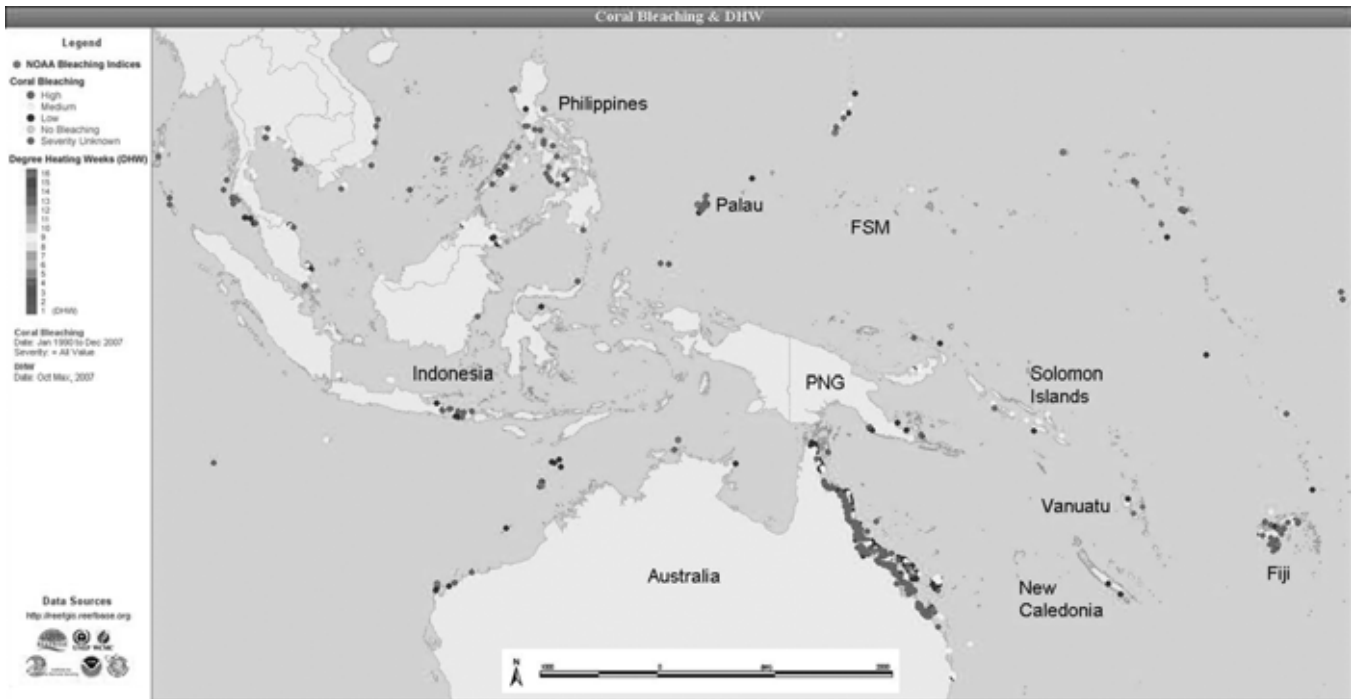 Coral Bleaching & DHW
Legend
NOAA Bleaching Indices
Coral Bleaching
High
Medium
Low
No Bleaching
Severity Unknown
Degree Heating Weeks (DHW)
16
15
14
13
12
11
10
9
8
7
6
5
4
3
2
1 (DHW)
Coral Bleaching
Date: Jan 1990 to Dec 2007
Severity: = All Value
DHW
Date: Oct Max, 2007
Data Sources
http://reefgis.reefbase.org
UNEP WCMC
Philippines
Palau
FSM
Indonesia
PNG
Solomon
Islands
Vanuatu
Australia
New
Caledonia
Fiji
N
0